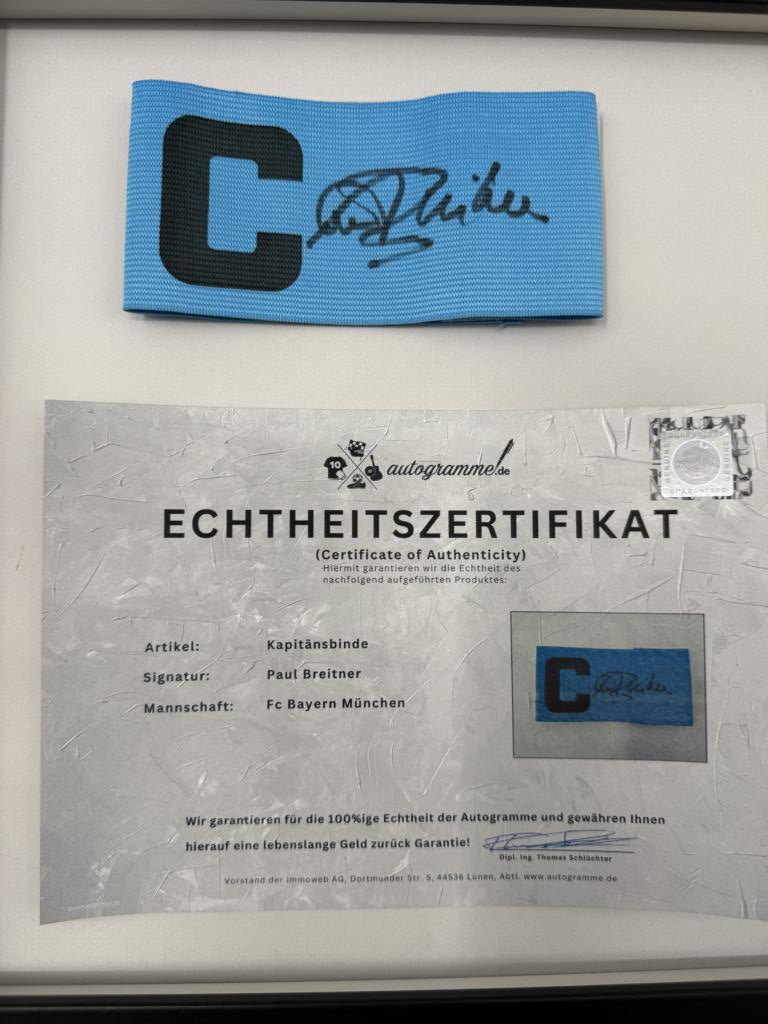 C
10
autogramme.de
GENUINE
GUARANTEED
ECHTHEITSZERTIFIKAT
(Certificate of Authenticity)
Hiermit garantieren wir die Echtheit des
nachfolgend aufgeführten Produktes:
Artikel: Kapitänsbinde
Signatur: Paul Breitner
Mannschaft: Fc Bayern München
C
Wir garantieren für die 100%ige Echtheit der Autogramme und gewähren Ihnen
hierauf eine lebenslange Geld zurück Garantie!
Dipl. Ing. Thomas Schlüchter
Vorstand der immoweb AG, Dortmunder Str. 5, 44536 Lünen, Abtl. www.autogramme.de